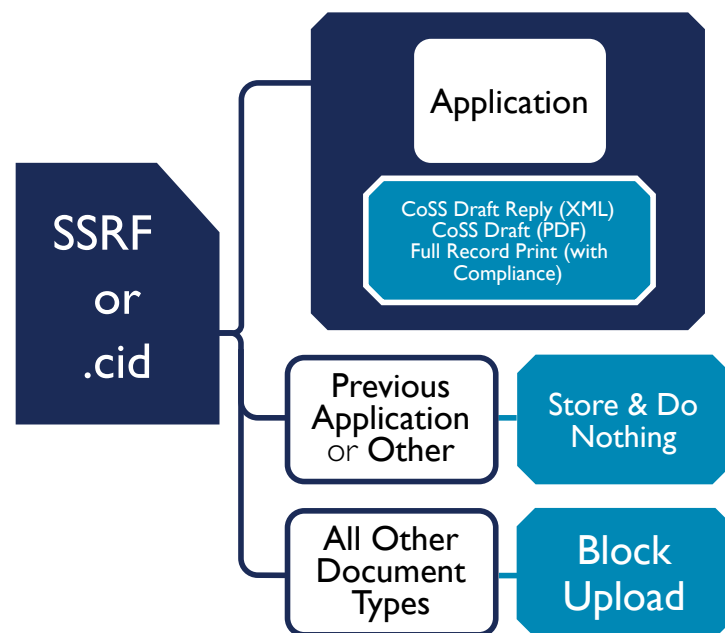 SSRF
or
.cid
Application
CoSS Draft Reply (XML)
CoSS Draft (PDF)
Full Record Print (with
Compliance)
Previous
Application
or Other
Store & Do
Nothing
All Other
Document
Types
Block
Upload